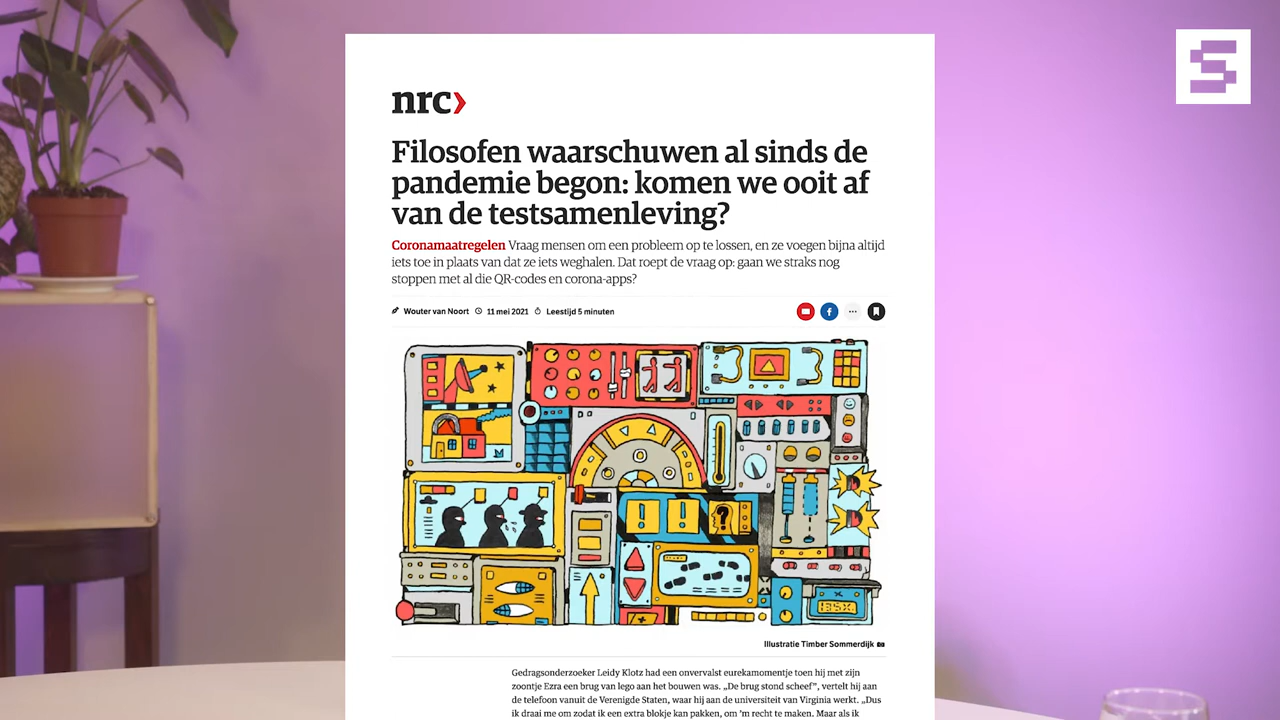 nrc
Filosofen waarschuwen al sinds de
pandemie begon: komen we ooit af
van de testsamenleving?
Coronamaatregelen Vraag mensen om een probleem op te lossen, en ze voegen bijna altijd
iets toe in plaats van dat ze iets weghalen. Dat roept de vraag op: gaan we straks nog
stoppen met al die QR-codes en corona-apps?
Wouter van Noort 11 mei 2021 Leestijd 5 minuten
Illustratie Timber Sommerdijk
Gedragsonderzoeker Leidy Klotz had een onvervalst eurekamomentje toen hij met zijn
zoontje Ezra een brug van lego aan het bouwen was. „De brug stond scheef”, vertelt hij aan
de telefoon vanuit de Verenigde Staten, waar hij aan de universiteit van Virginia werkt. „Dus
ik draai me om zodat ik een extra blokje kan pakken, om ’m recht te maken. Maar als ik